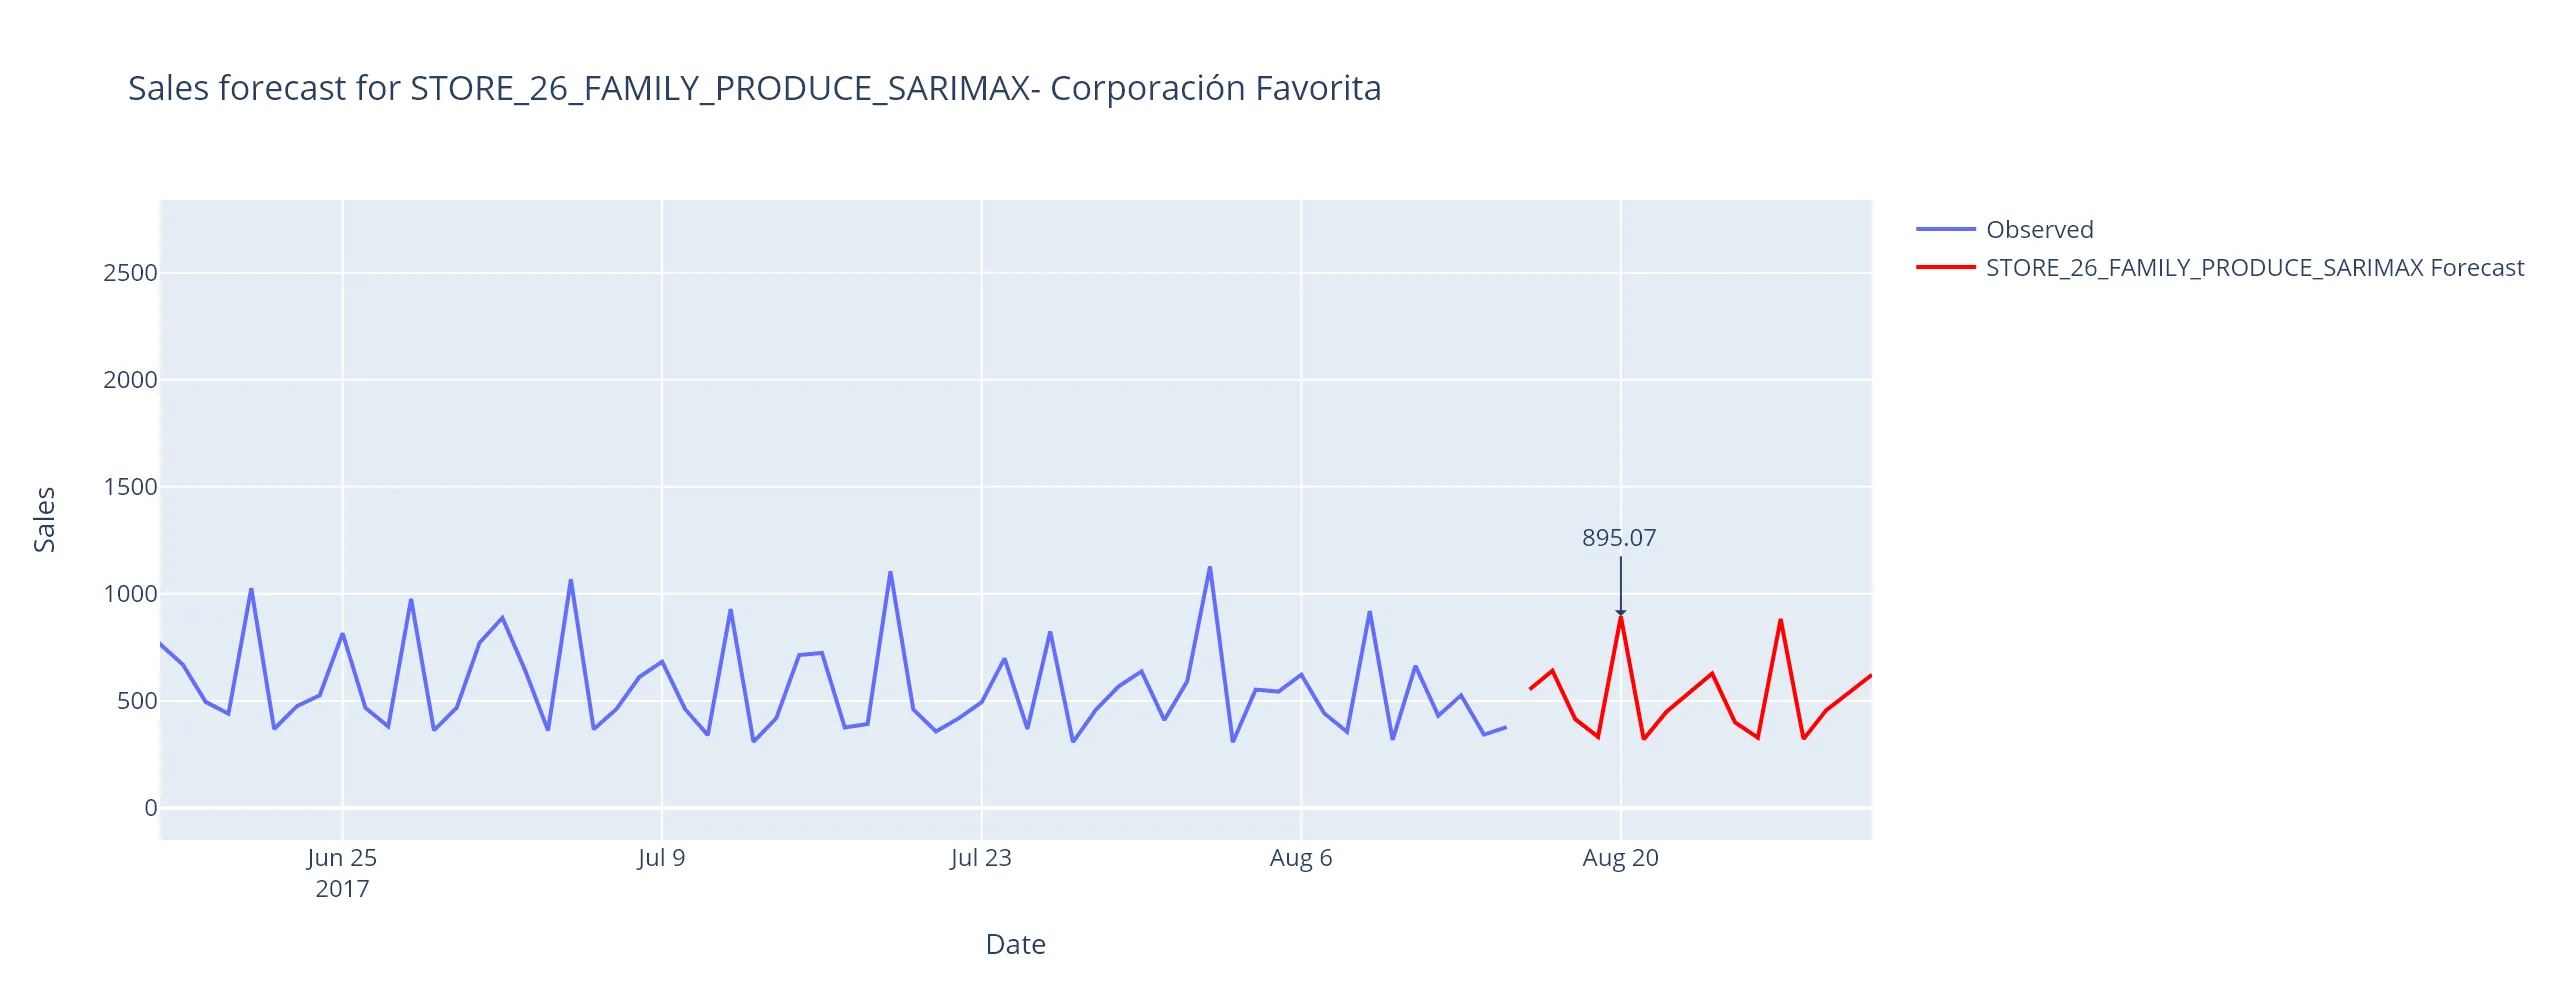 Sales forecast for STORE_26_FAMILY_PRODUCE_SARIMAX- Corporación Favorita
Observed
STORE_26_FAMILY_PRODUCE_SARIMAX Forecast
2500
2000
1500
1000
500
0
Sales
895.07
Jun 25
2017
Jul 9
Jul 23
Aug 6
Aug 20
Date